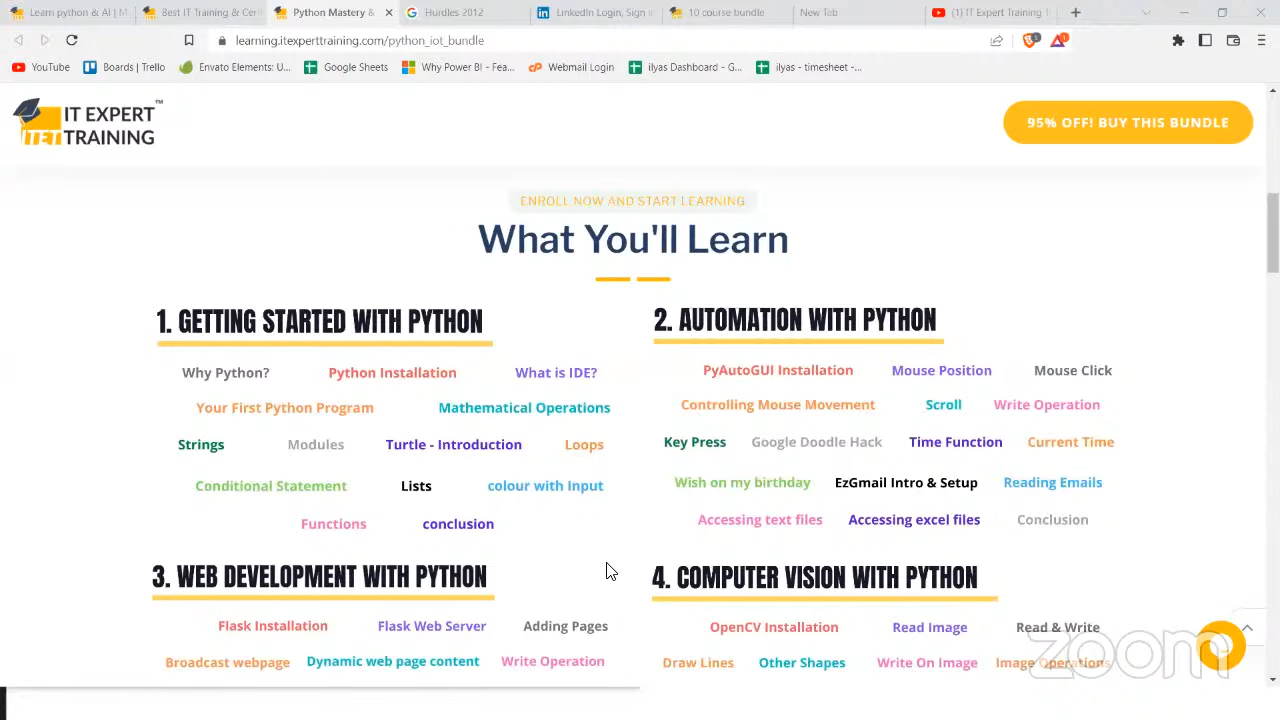 Learn python & AI | M
Best IT Training & Cert
Python Mastery &
Hurdles 2012
LinkedIn Login, Sign i
10 course bundle
New Tab
(1) IT Expert Training
learning.itexperttraining.com/python_iot_bundle
YouTube
Boards | Trello
Envato Elements: U...
Google Sheets
Why Power BI - Fea...
Webmail Login
ilyas Dashboard - G...
ilyas - timesheet -...
IT EXPERT™
ITET TRAINING
95% OFF! BUY THIS BUNDLE
ENROLL NOW AND START LEARNING
What You'll Learn
1. GETTING STARTED WITH PYTHON
Why Python? Python Installation What is IDE?
Your First Python Program Mathematical Operations
Strings Modules Turtle - Introduction Loops
Conditional Statement Lists colour with Input
Functions conclusion
2. AUTOMATION WITH PYTHON
PyAutoGUI Installation Mouse Position Mouse Click
Controlling Mouse Movement Scroll Write Operation
Key Press Google Doodle Hack Time Function Current Time
Wish on my birthday EzGmail Intro & Setup Reading Emails
Accessing text files Accessing excel files Conclusion
3. WEB DEVELOPMENT WITH PYTHON
Flask Installation Flask Web Server Adding Pages
Broadcast webpage Dynamic web page content Write Operation
4. COMPUTER VISION WITH PYTHON
OpenCV Installation Read Image Read & Write
Draw Lines Other Shapes Write On Image Image Operations
zoom